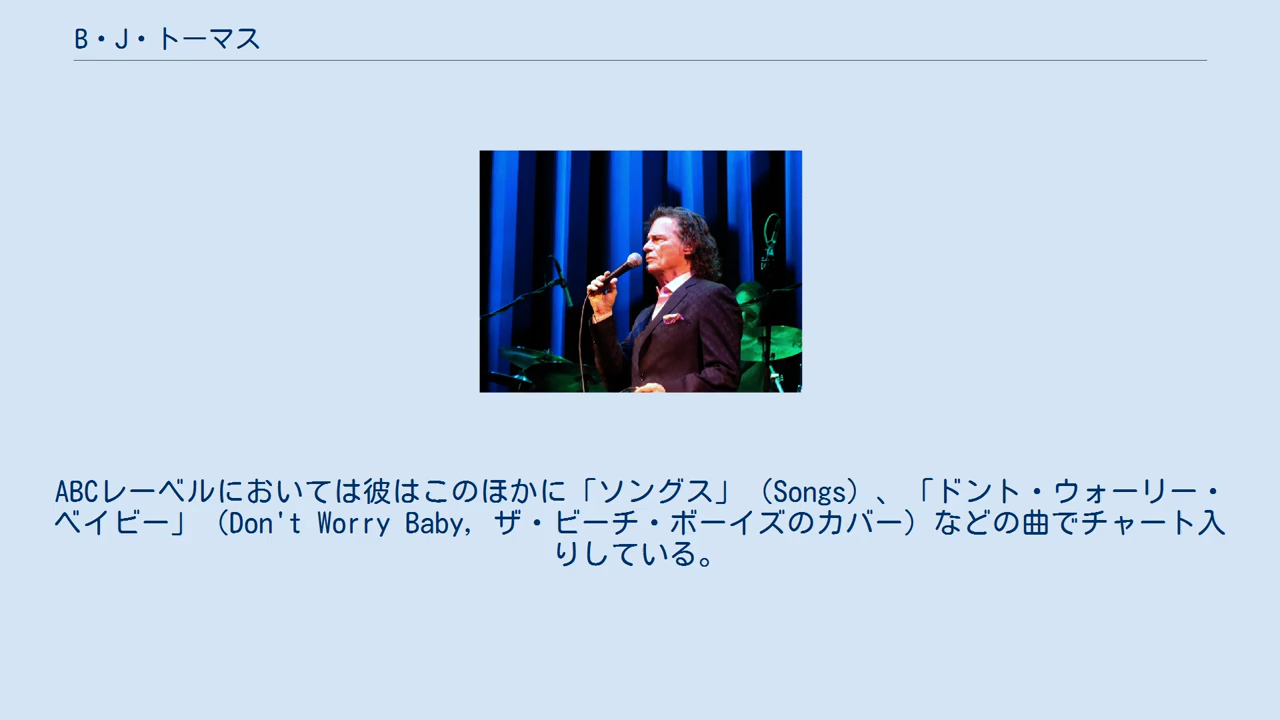 B・J・トーマス
ABCレーベルにおいては彼はこのほかに「ソングス」（Songs）、「ドント・ウォーリー・
ベイビー」（Don't Worry Baby, ザ・ビーチ・ボーイズのカバー）などの曲でチャート入
りしている。